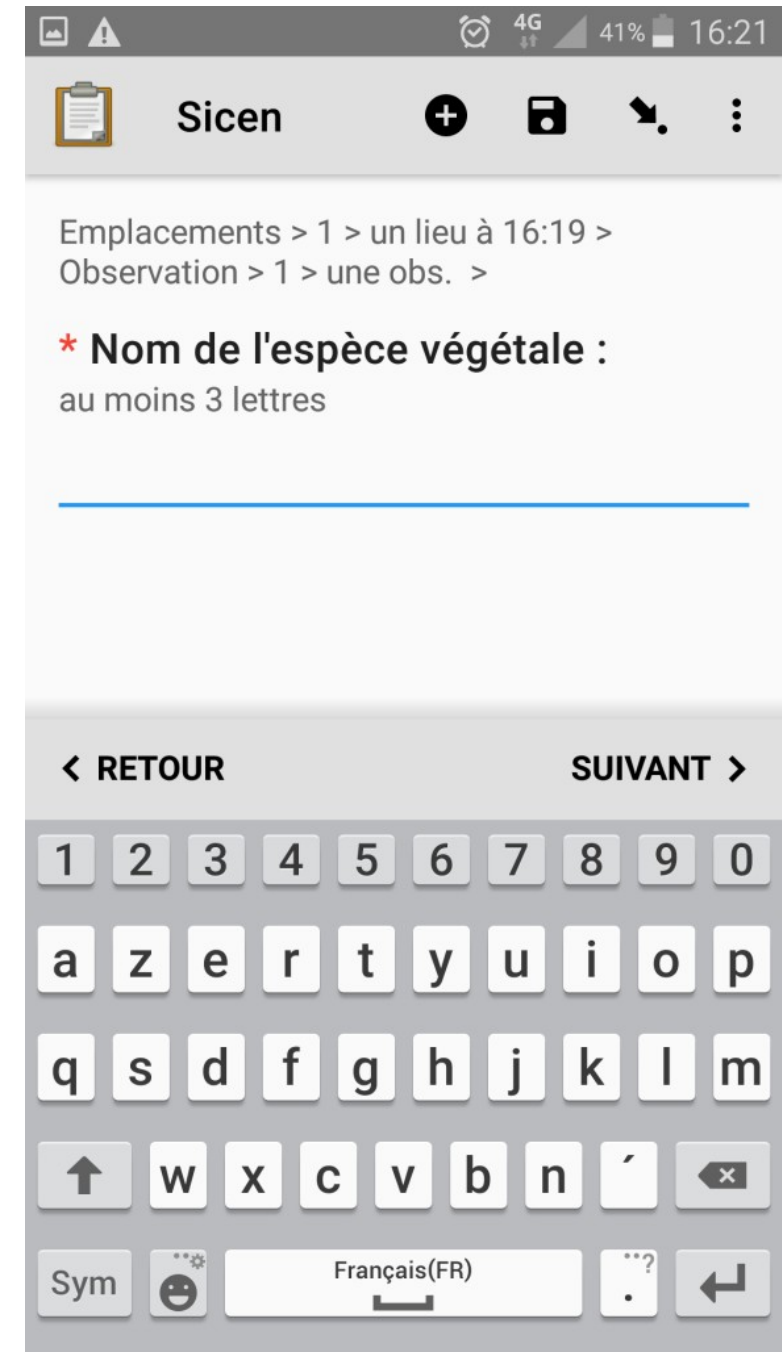 4G 41% 16:21
Sicen
Emplacements > 1 > un lieu à 16:19 >
Observation > 1 > une obs. >
* Nom de l'espèce végétale :
au moins 3 lettres
< RETOUR SUIVANT >
1 2 3 4 5 6 7 8 9 0
a z e r t y u i o p
q s d f g h j k l m
w x c v b n ´
Sym Français(FR) . ?